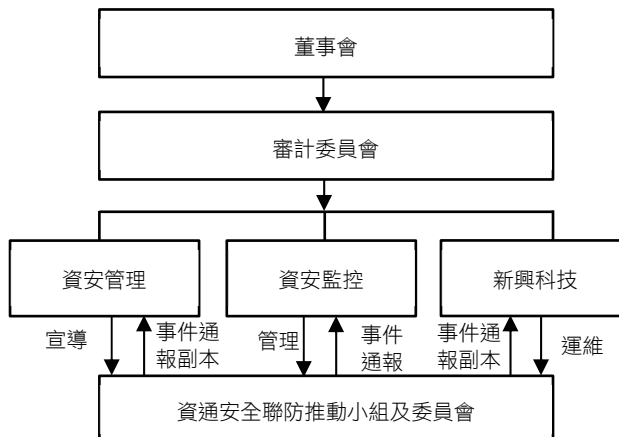 董事會
審計委員會
資安管理
資安監控
新興科技
宣導
事件通
報副本
管理
事件
通報
事件通
報副本
運維
資通安全聯防推動小組及委員會